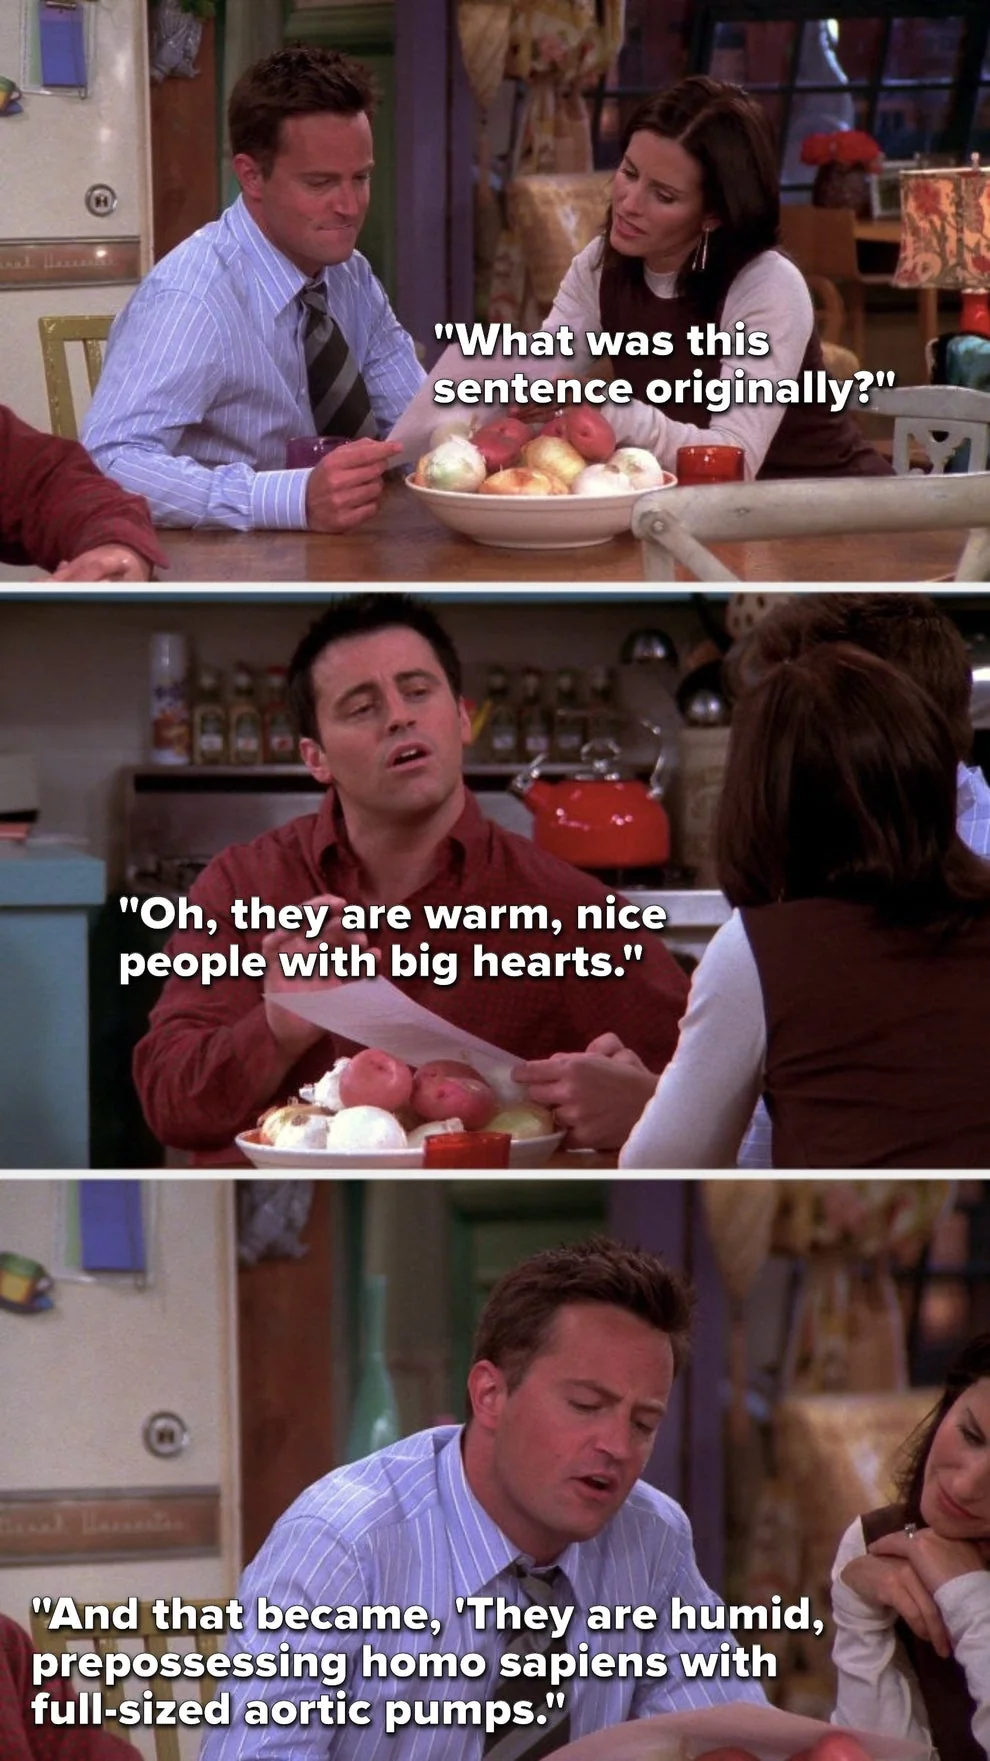 "What was this
sentence originally?"
"Oh, they are warm, nice
people with big hearts."
"And that became, 'They are humid,
prepossessing homo sapiens with
full-sized aortic pumps."